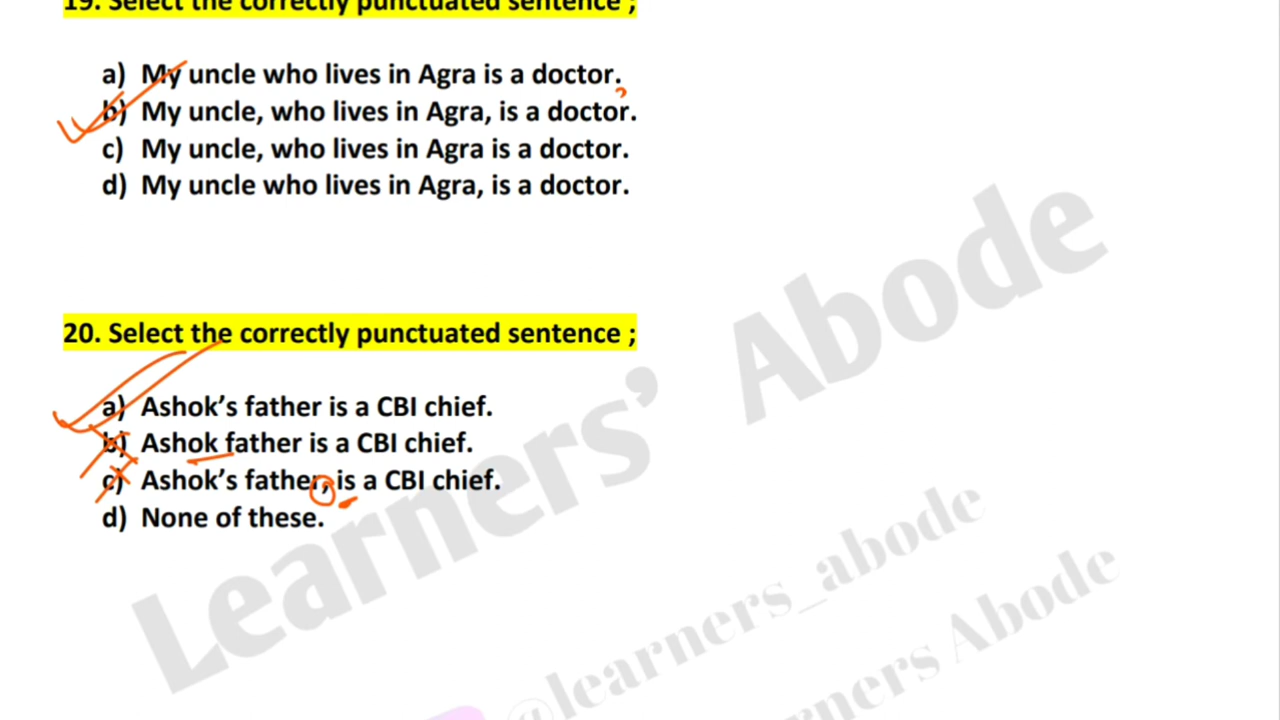 19. Select the correctly punctuated sentence ;
a) My uncle who lives in Agra is a doctor.
b) My uncle, who lives in Agra, is a doctor.
c) My uncle, who lives in Agra is a doctor.
d) My uncle who lives in Agra, is a doctor.
20. Select the correctly punctuated sentence ;
a) Ashok’s father is a CBI chief.
b) Ashok father is a CBI chief.
c) Ashok’s father, is a CBI chief.
d) None of these.
Learners’ Abode
@learners_abode
Abode